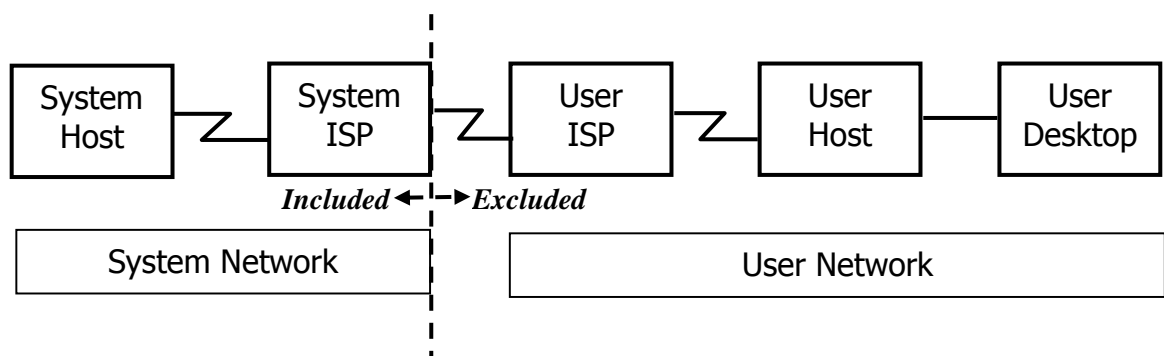 System
Host
System
ISP
User
ISP
User
Host
User
Desktop
Included
Excluded
System Network
User Network